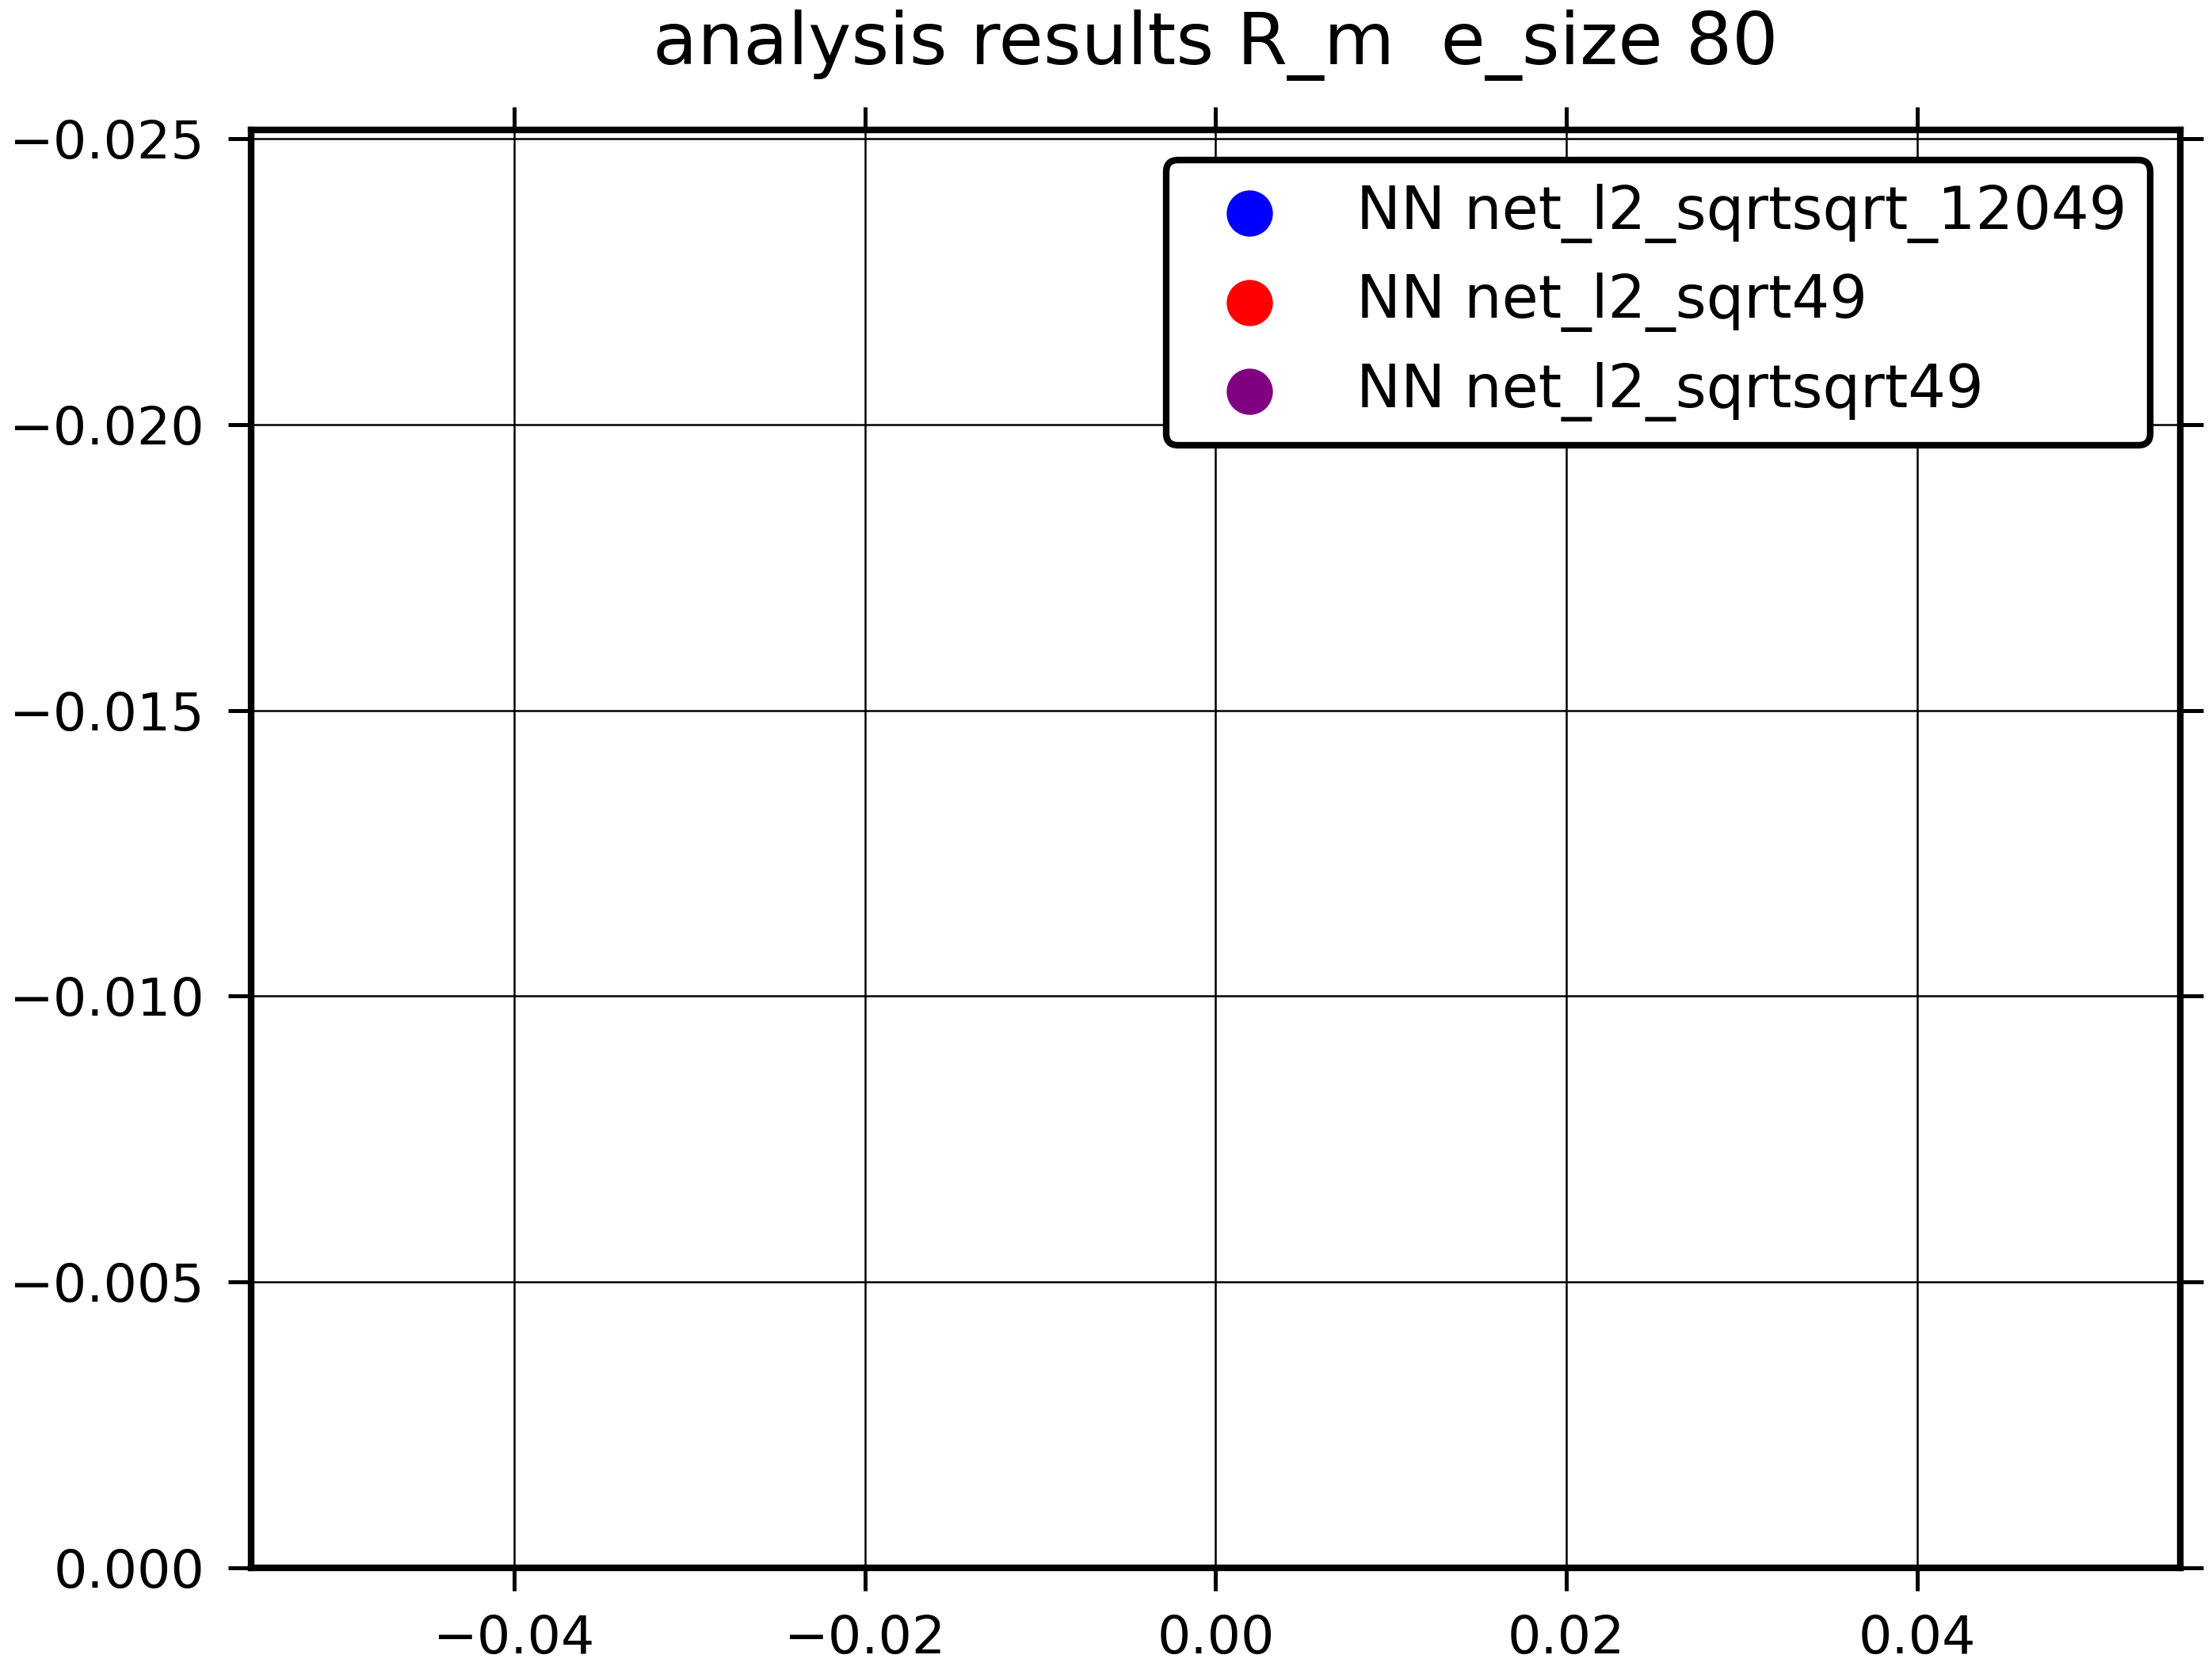 analysis results R_m  e_size 80
−0.025
NN net_l2_sqrtsqrt_12049
NN net_l2_sqrt49
NN net_l2_sqrtsqrt49
−0.020
−0.015
−0.010
−0.005
0.000
−0.04 −0.02 0.00 0.02 0.04